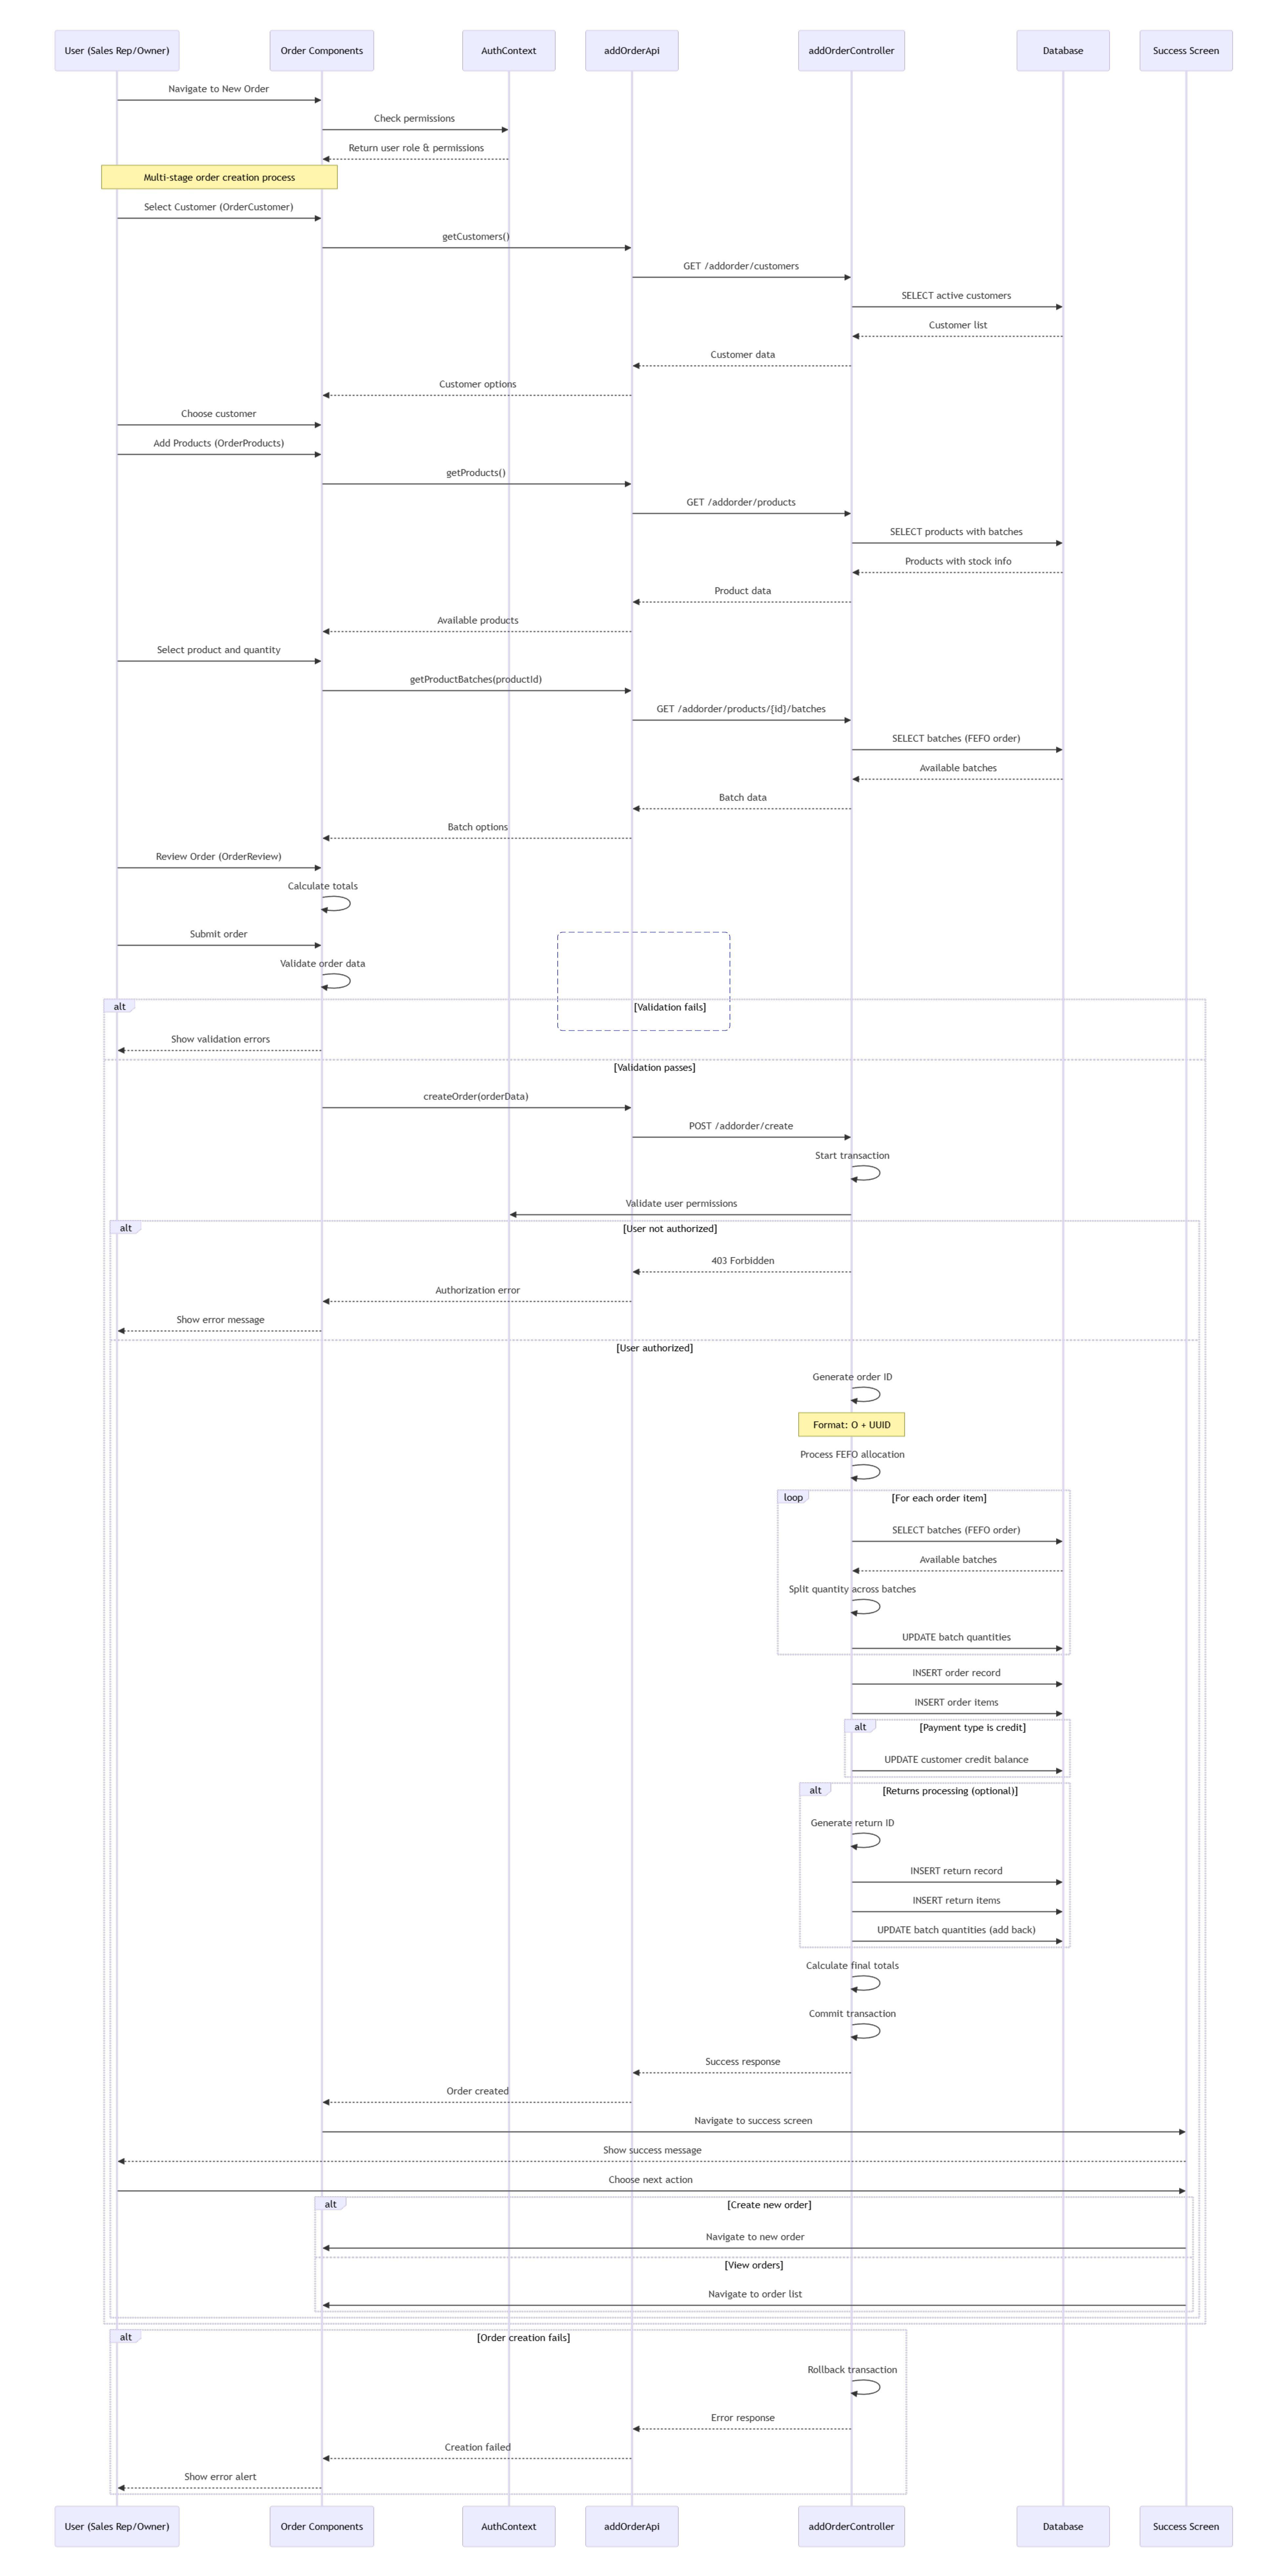 User (Sales Rep/Owner)
Order Components
AuthContext
addOrderApi
addOrderController
Database
Success Screen
Navigate to New Order
Check permissions
Return user role & permissions
Multi-stage order creation process
Select Customer (OrderCustomer)
getCustomers()
GET /addorder/customers
SELECT active customers
Customer list
Customer data
Customer options
Choose customer
Add Products (OrderProducts)
getProducts()
GET /addorder/products
SELECT products with batches
Products with stock info
Product data
Available products
Select product and quantity
getProductBatches(productId)
GET /addorder/products/{id}/batches
SELECT batches (FEFO order)
Available batches
Batch data
Batch options
Review Order (OrderReview)
Calculate totals
Submit order
Validate order data
alt
[Validation fails]
Show validation errors
[Validation passes]
createOrder(orderData)
POST /addorder/create
Start transaction
Validate user permissions
alt
[User not authorized]
403 Forbidden
Authorization error
Show error message
[User authorized]
Generate order ID
Format: O + UUID
Process FEFO allocation
loop
[For each order item]
SELECT batches (FEFO order)
Available batches
Split quantity across batches
UPDATE batch quantities
INSERT order record
INSERT order items
alt
[Payment type is credit]
UPDATE customer credit balance
alt
[Returns processing (optional)]
Generate return ID
INSERT return record
INSERT return items
UPDATE batch quantities (add back)
Calculate final totals
Commit transaction
Success response
Order created
Navigate to success screen
Show success message
Choose next action
alt
[Create new order]
Navigate to new order
[View orders]
Navigate to order list
alt
[Order creation fails]
Rollback transaction
Error response
Creation failed
Show error alert
User (Sales Rep/Owner)
Order Components
AuthContext
addOrderApi
addOrderController
Database
Success Screen